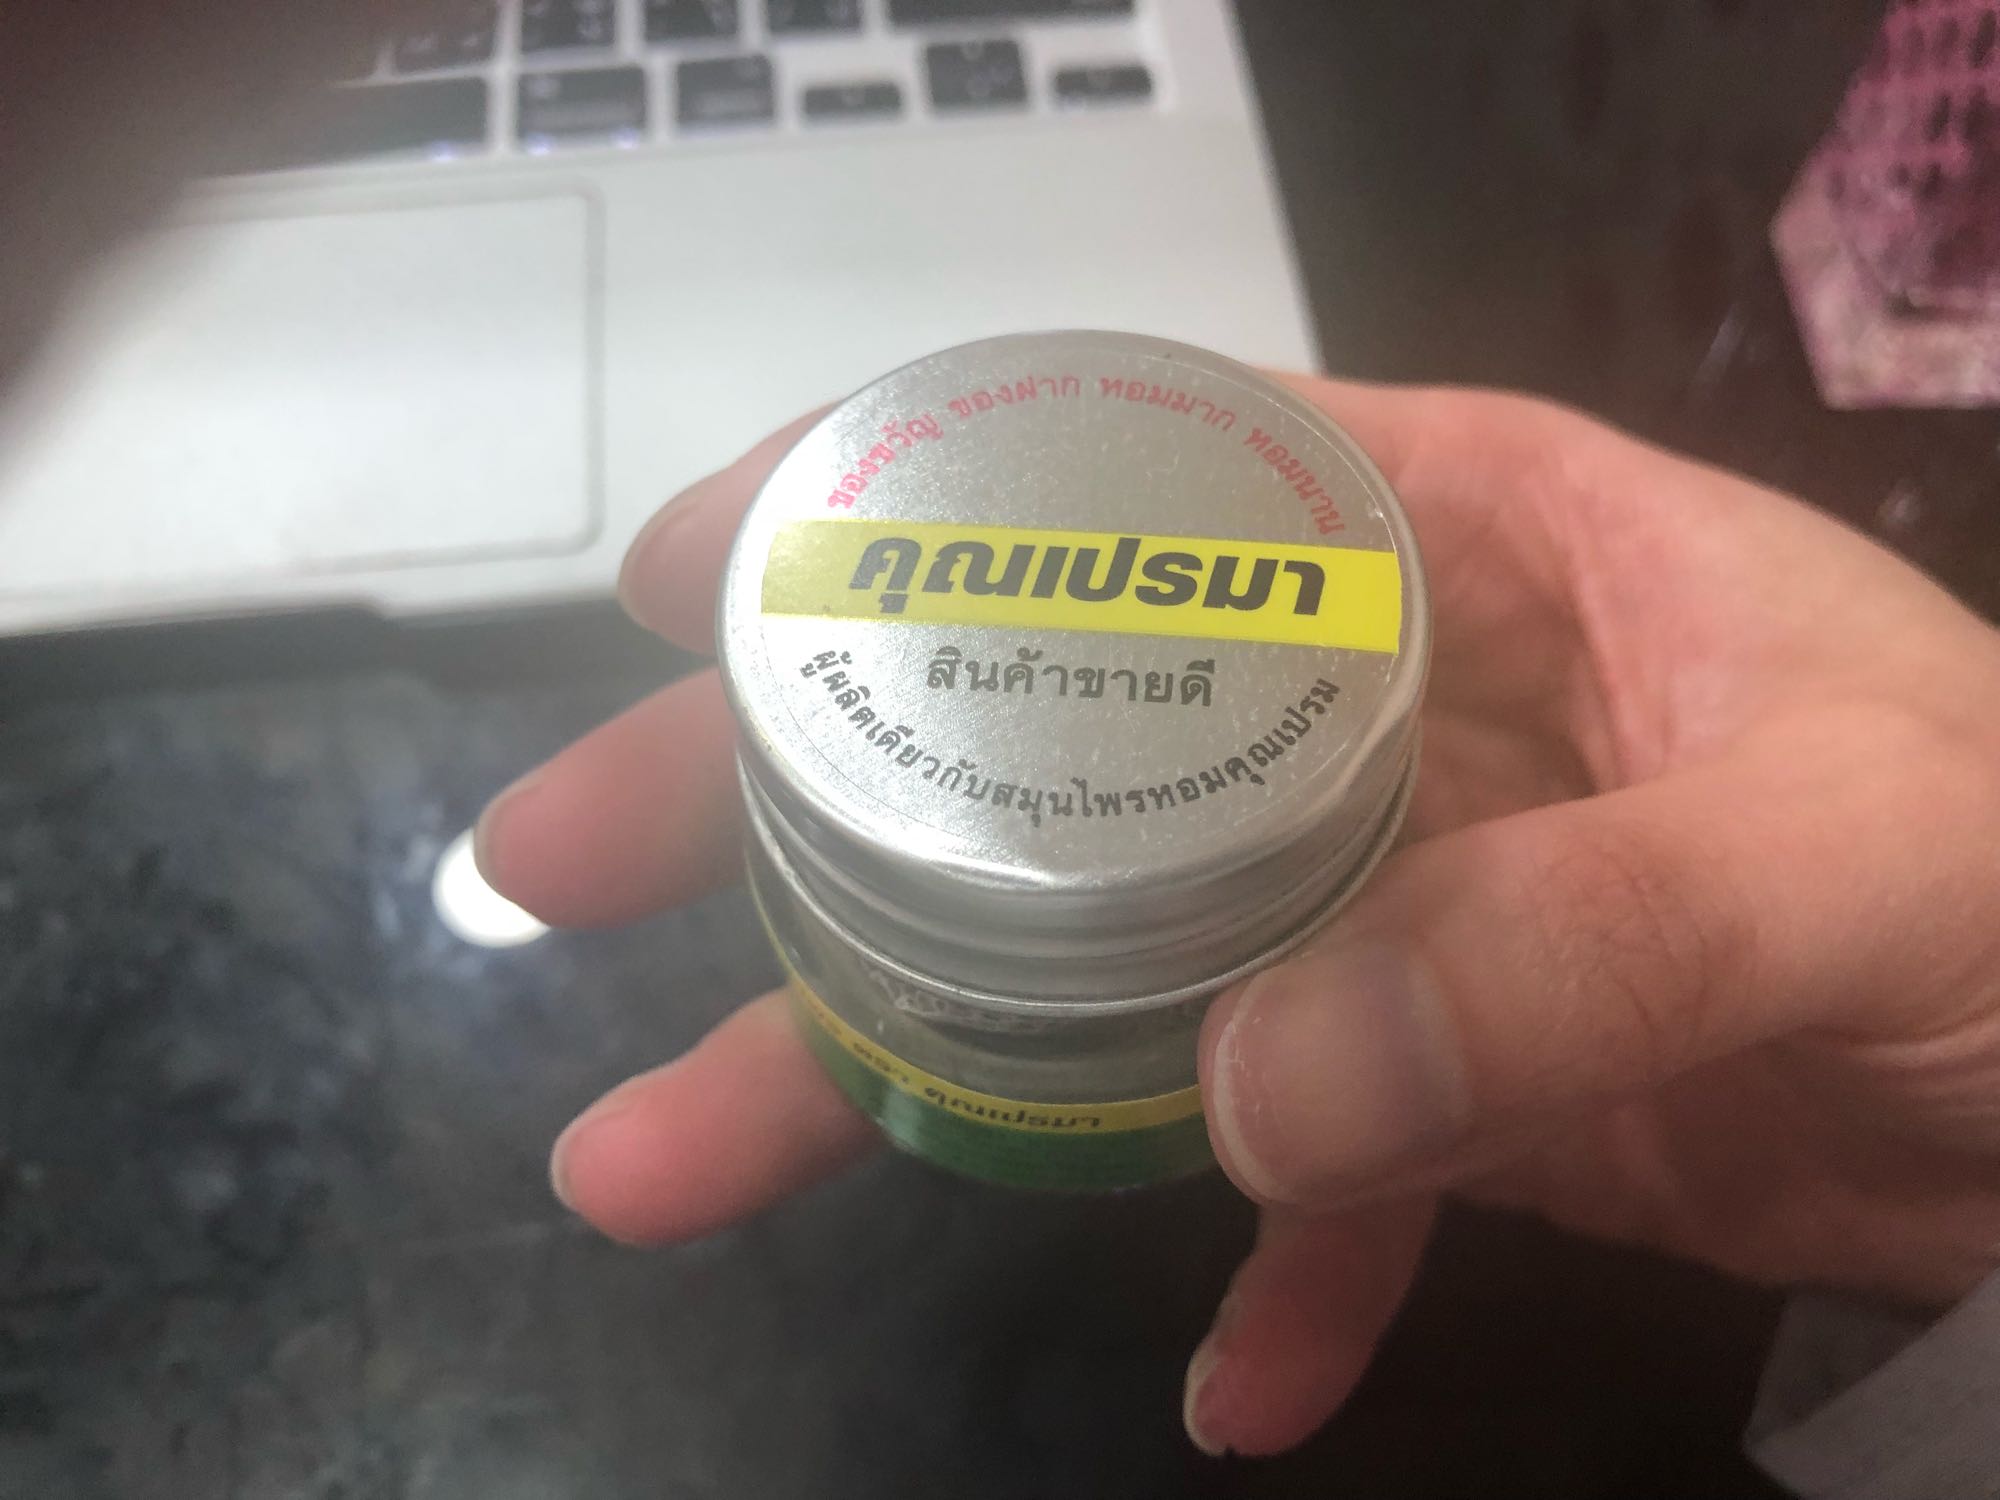 ของขวัญ ของฝาก หอมมาก หอมนาน
คุณเปรมา
สินค้าขายดี
ผู้ผลิตเดียวกับสมุนไพรหอมคุณเปรม
ตรา คุณเปรมา